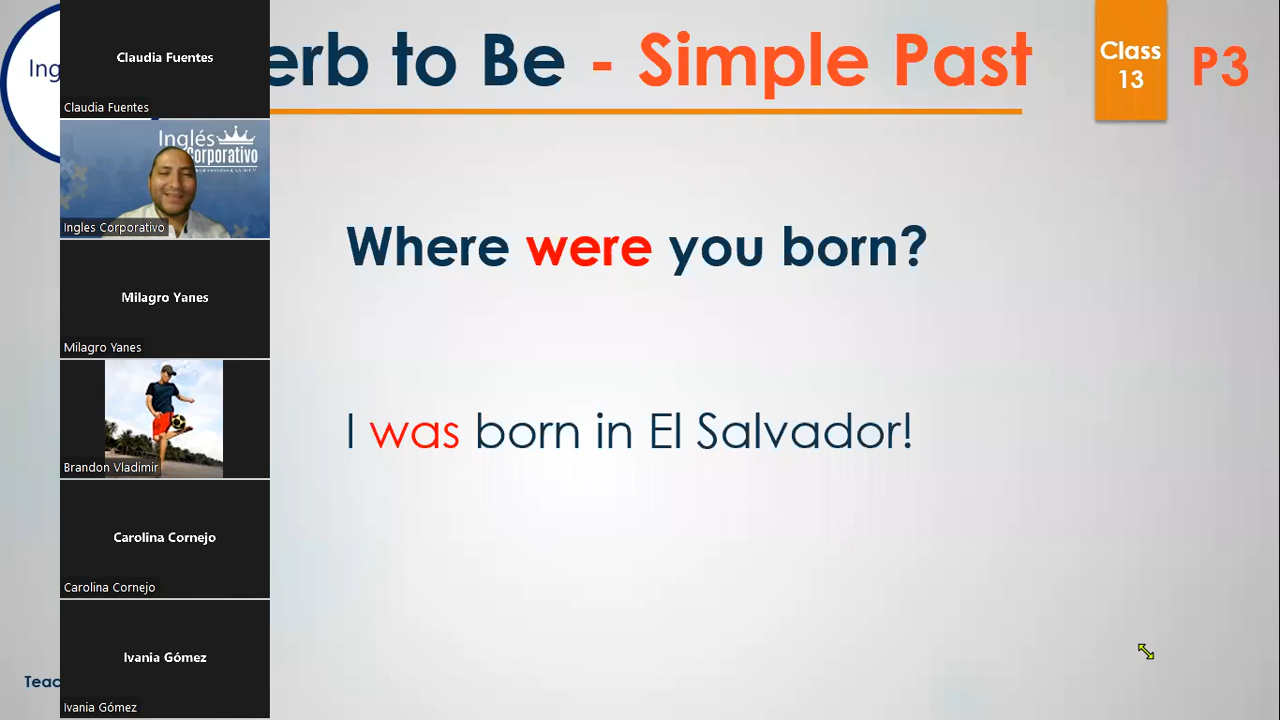 erb to Be - Simple Past
Class
13
P3
Ing
Claudia Fuentes
Claudia Fuentes
Inglés
Corporativo
Ingles Corporativo
Milagro Yanes
Milagro Yanes
Brandon Vladimir
Carolina Cornejo
Carolina Cornejo
Ivania Gómez
Ivania Gómez
Where were you born?
I was born in El Salvador!
Teac